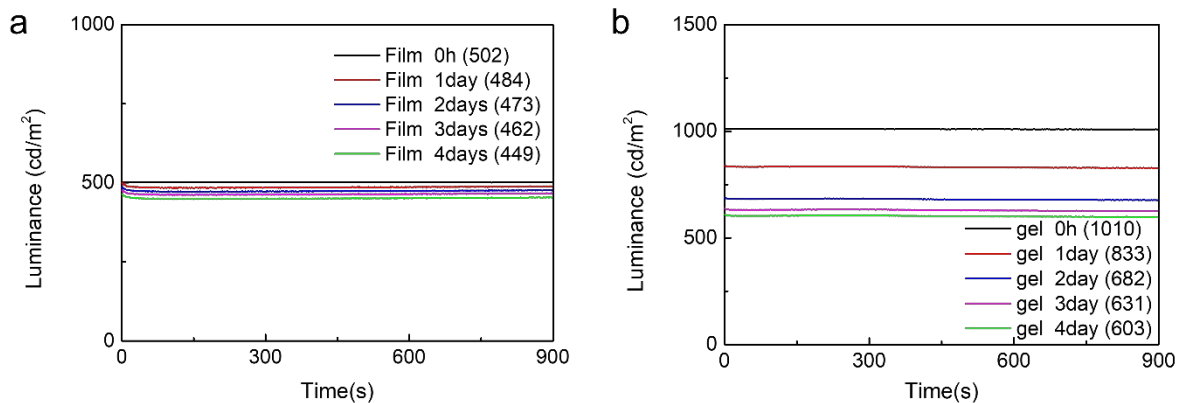 a
1000
500
0
Luminance (cd/m²)
Film 0h (502)
Film 1day (484)
Film 2days (473)
Film 3days (462)
Film 4days (449)
0 300 600 900
Time(s)
b
1500
1000
500
0
Luminance (cd/m²)
gel 0h (1010)
gel 1day (833)
gel 2day (682)
gel 3day (631)
gel 4day (603)
0 300 600 900
Time(s)